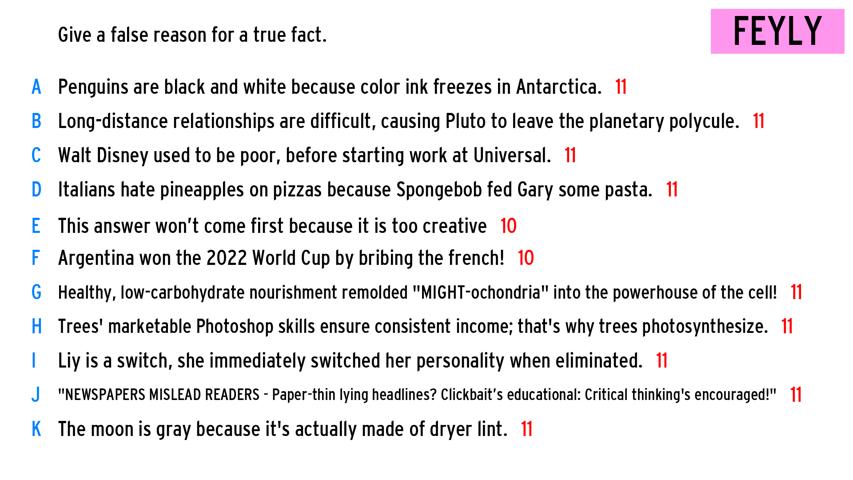 Give a false reason for a true fact.
FEYLY
A Penguins are black and white because color ink freezes in Antarctica. 11
B Long-distance relationships are difficult, causing Pluto to leave the planetary polycule. 11
C Walt Disney used to be poor, before starting work at Universal. 11
D Italians hate pineapples on pizzas because Spongebob fed Gary some pasta. 11
E This answer won't come first because it is too creative 10
F Argentina won the 2022 World Cup by bribing the french! 10
G Healthy, low-carbohydrate nourishment remolded "MIGHT-ochondria" into the powerhouse of the cell! 11
H Trees' marketable Photoshop skills ensure consistent income; that's why trees photosynthesize. 11
I Liy is a switch, she immediately switched her personality when eliminated. 11
J "NEWSPAPERS MISLEAD READERS - Paper-thin lying headlines? Clickbait's educational: Critical thinking's encouraged!" 11
K The moon is gray because it's actually made of dryer lint. 11